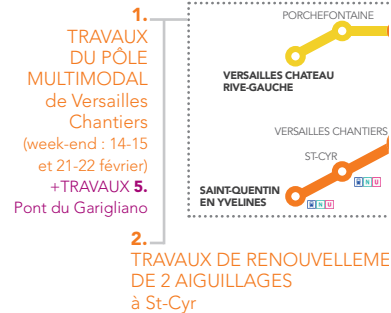 1.
TRAVAUX
DU PÔLE
MULTIMODAL
de Versailles
Chantiers
(week-end : 14-15
et 21-22 février)
+TRAVAUX 5.
Pont du Garigliano
PORCHEFONTAINE
VERSAILLES CHATEAU
RIVE-GAUCHE
VERSAILLES CHANTIERS
ST-CYR
N U
SAINT-QUENTIN
EN YVELINES
N U
2.
TRAVAUX DE RENOUVELLEME
DE 2 AIGUILLAGES
à St-Cyr